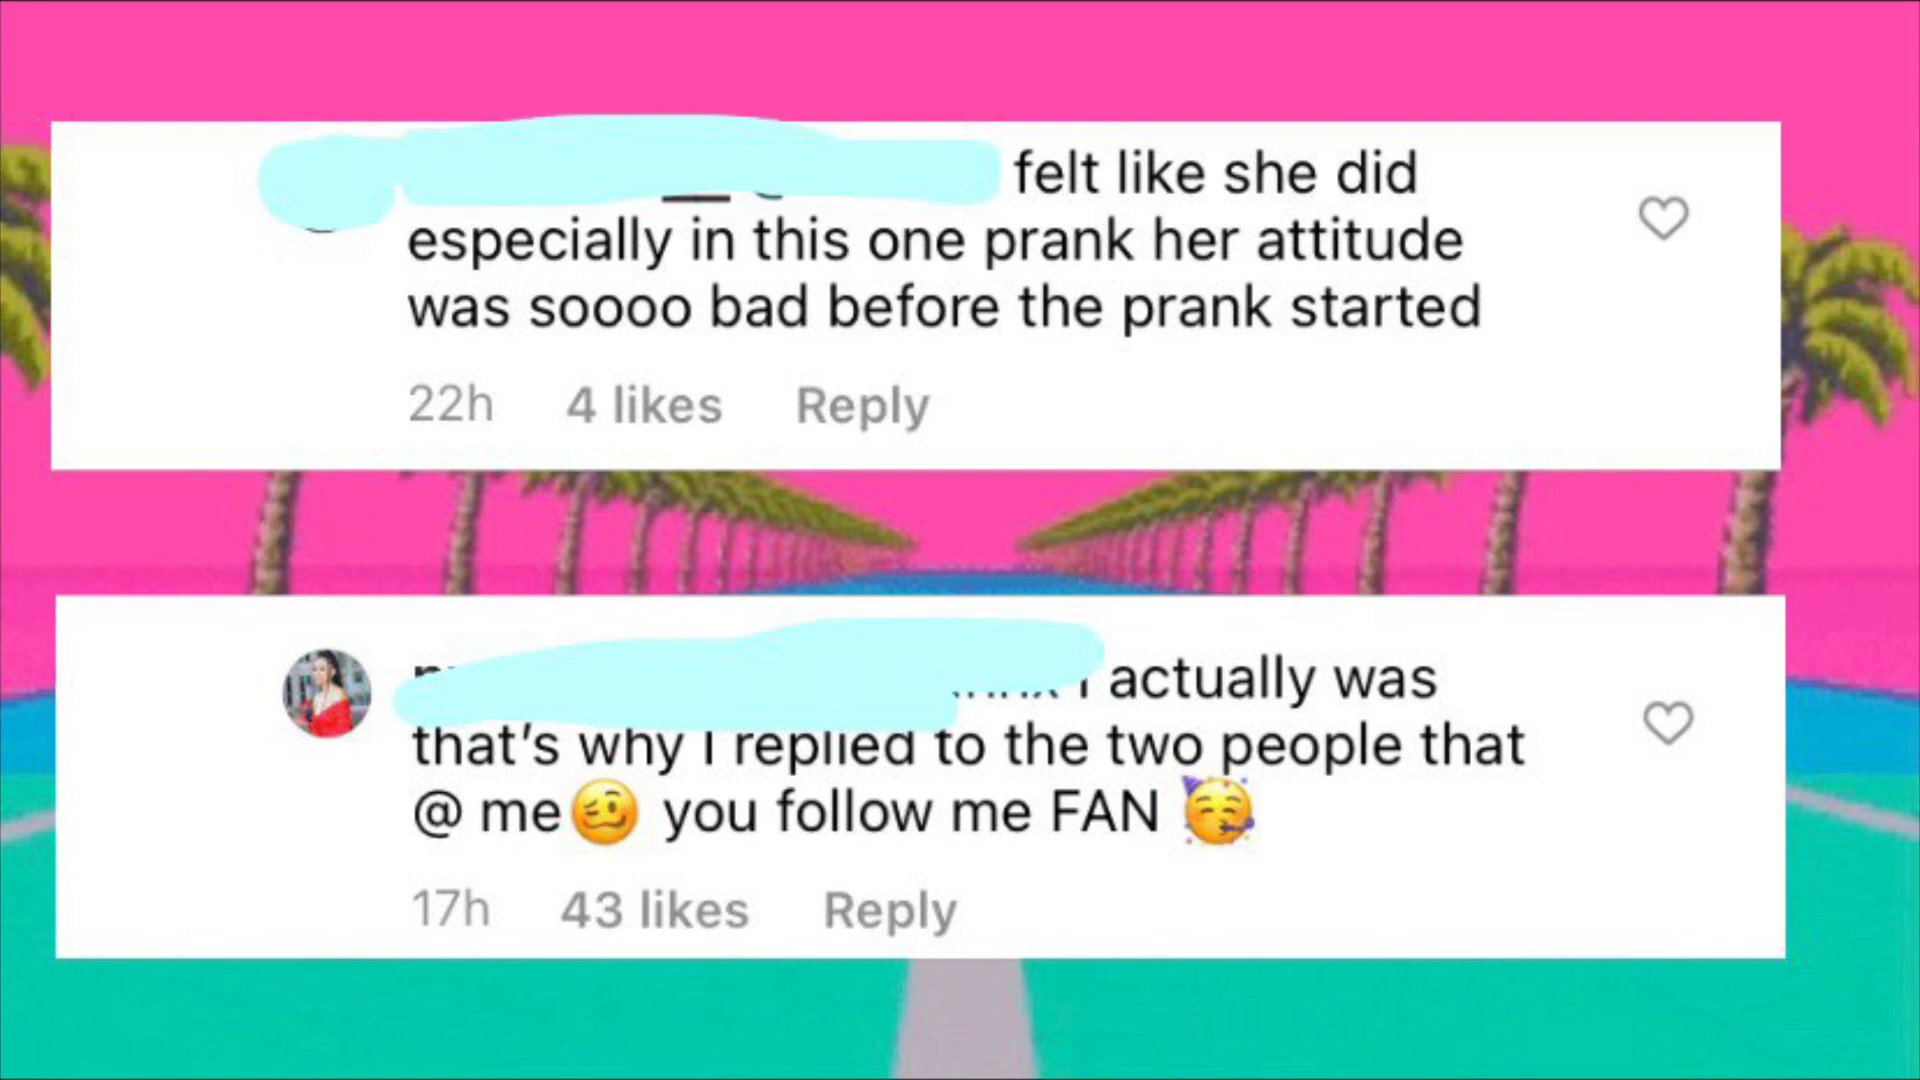 felt like she did
especially in this one prank her attitude
was soooo bad before the prank started
22h 4 likes Reply
I actually was
that's why I replied to the two people that
@ me🥴 you follow me FAN 🥳
17h 43 likes Reply